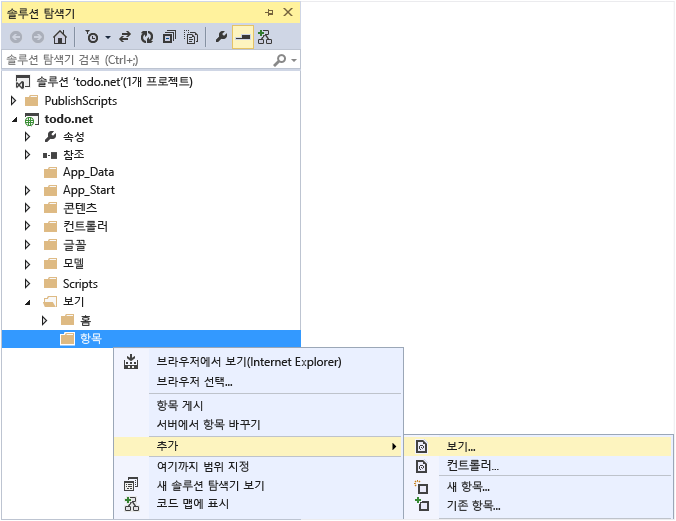 솔루션 탐색기
솔루션 탐색기 검색 (Ctrl+;)
솔루션 'todo.net'(1개 프로젝트)
PublishScripts
todo.net
속성
참조
App_Data
App_Start
콘텐츠
컨트롤러
글꼴
모델
Scripts
보기
홈
항목
브라우저에서 보기(Internet Explorer)
브라우저 선택...
항목 게시
서버에서 항목 바꾸기
추가
여기까지 범위 지정
새 솔루션 탐색기 보기
코드 맵에 표시
보기...
컨트롤러...
새 항목...
기존 항목...